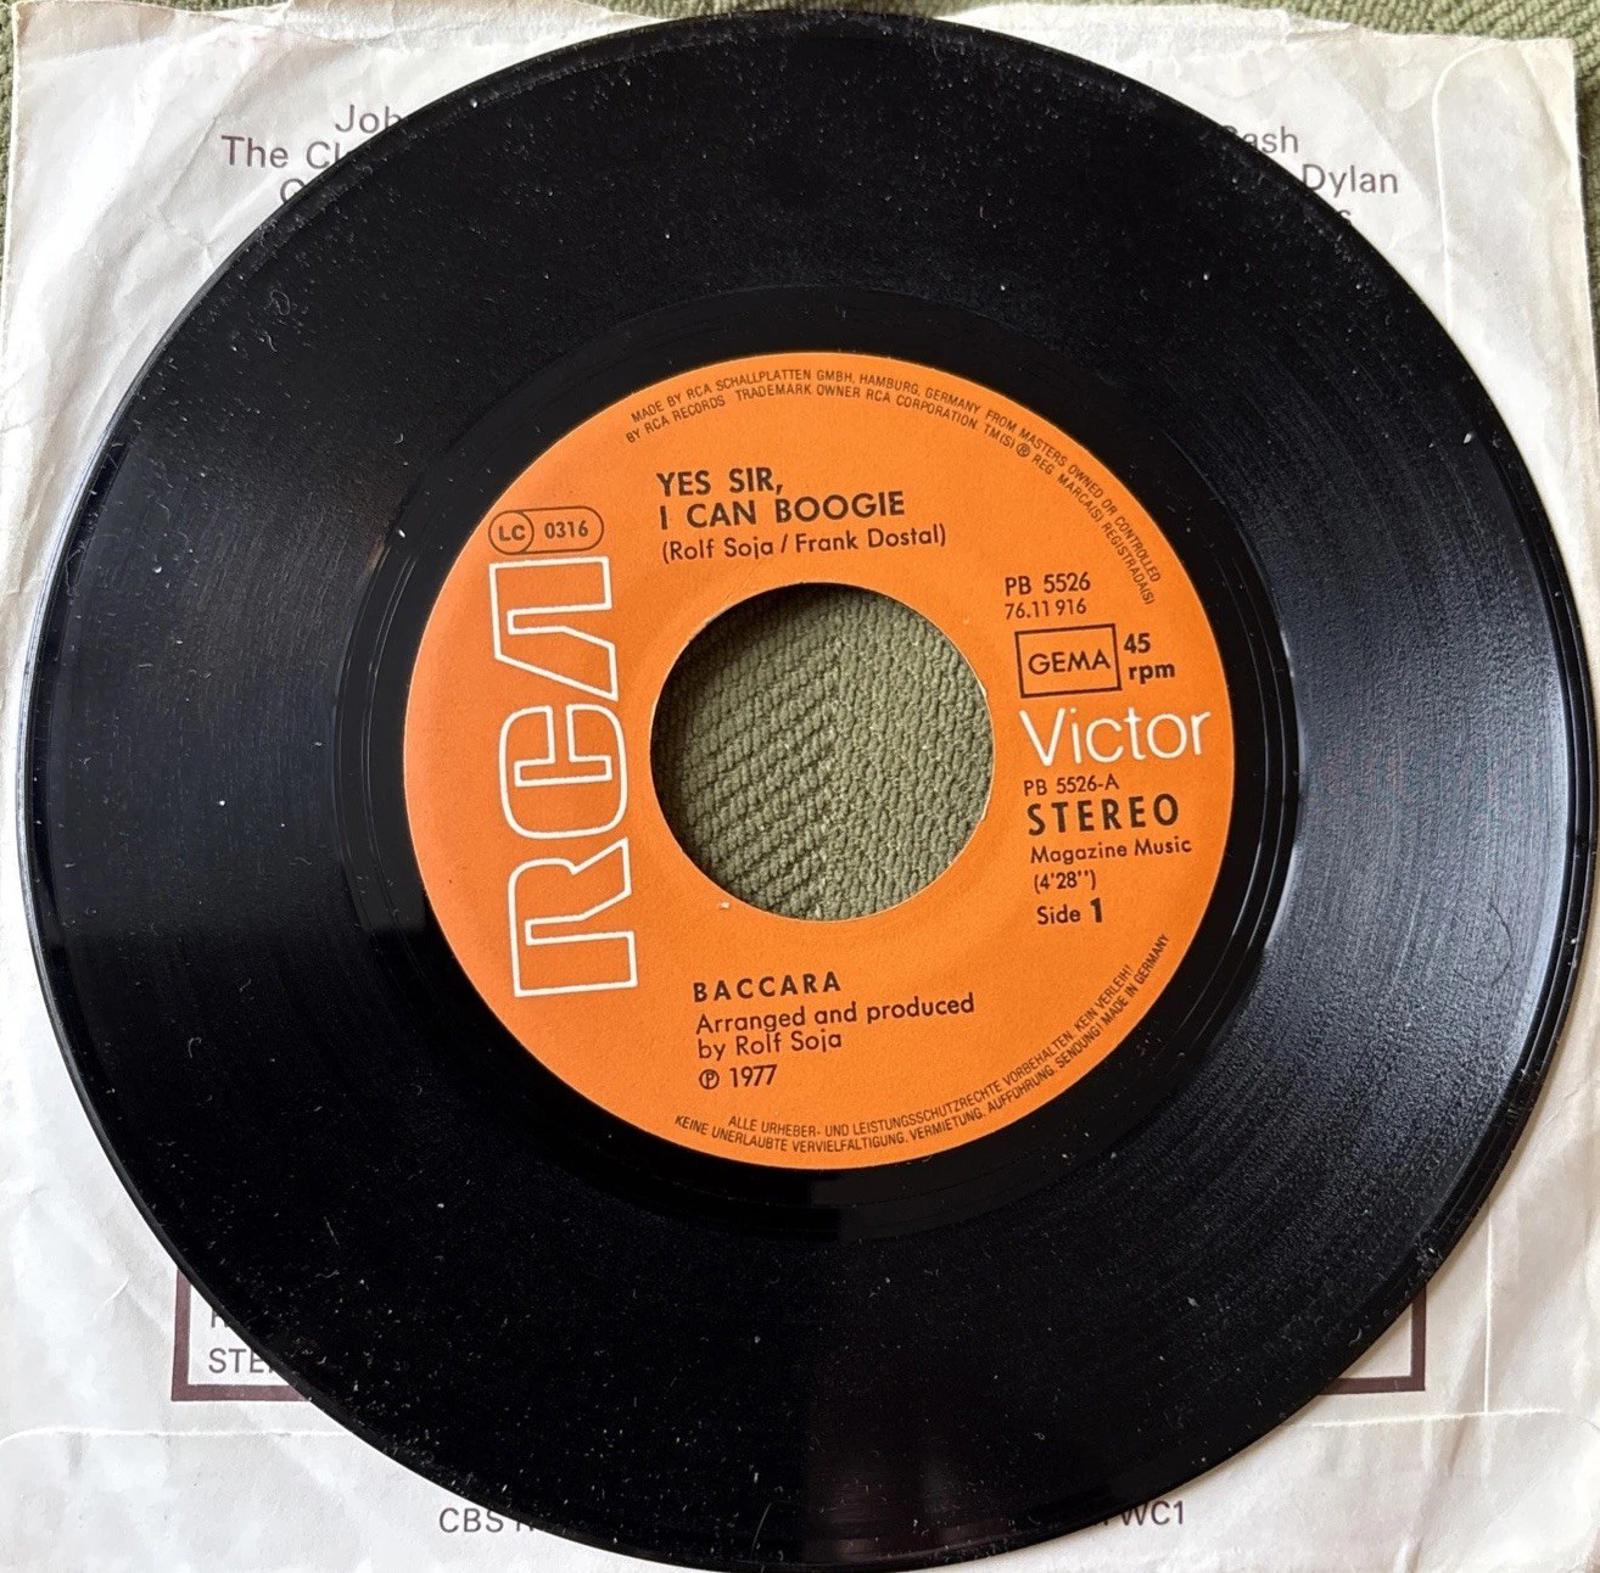 The
Cash
Dylan
MADE BY RCA SCHALLPLATTEN GMBH, HAMBURG, GERMANY FROM MASTERS OWNED OR CONTROLLED
BY RCA RECORDS TRADEMARK OWNER RCA CORPORATION. TM(S) ® REG. MARCA(S) REGISTRADA(S)
YES SIR,
I CAN BOOGIE
(Rolf Soja / Frank Dostal)
LC 0316
RCA
PB 5526
76.11 916
GEMA 45
rpm
Victor
PB 5526-A
STEREO
Magazine Music
(4'28'')
Side 1
BACCARA
Arranged and produced
by Rolf Soja
℗ 1977
ALLE URHEBER- UND LEISTUNGSSCHUTZRECHTE VORBEHALTEN. KEIN VERLEIH!
KEINE UNERLAUBTE VERVIELFÄLTIGUNG, VERMIETUNG, AUFFÜHRUNG, SENDUNG! MADE IN GERMANY
CBS
WC1